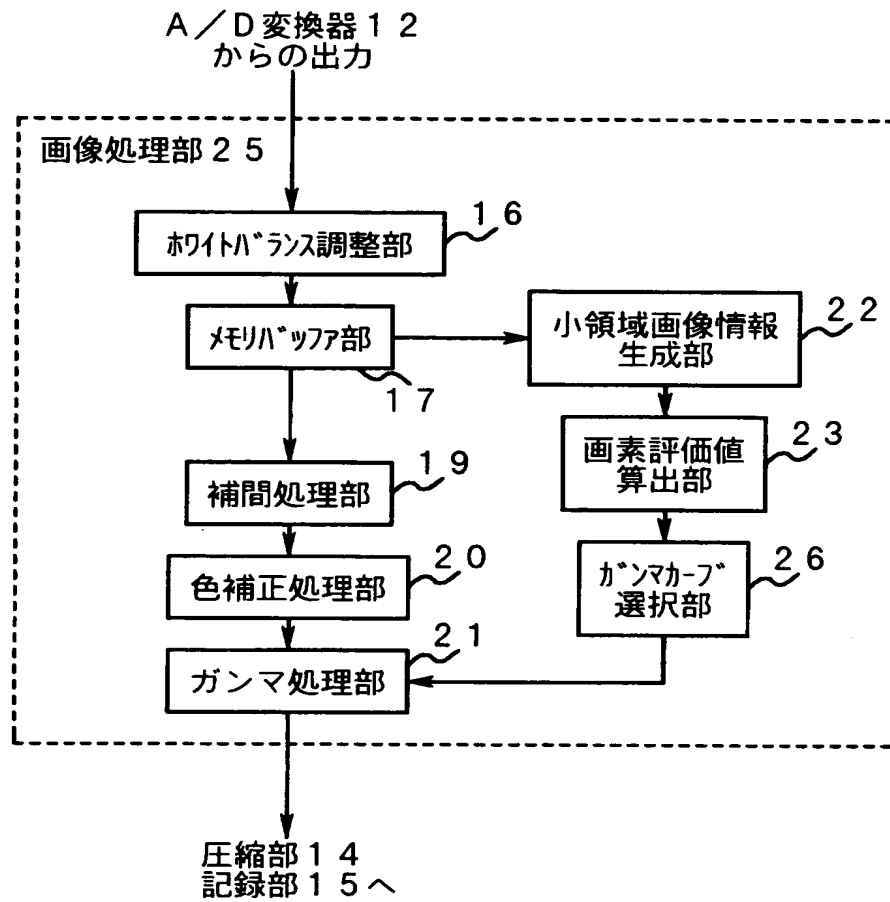 A/D変換器12
からの出力
画像処理部25
16
ﾎﾜｲﾄﾊﾞﾗﾝｽ調整部
ﾒﾓﾘﾊﾞｯﾌｧ部
17
小領域画像情報
生成部
22
画素評価値
算出部
23
補間処理部
19
色補正処理部
20
ｶﾞﾝﾏｶｰﾌﾞ
選択部
26
ガンマ処理部
21
圧縮部14
記録部15へ